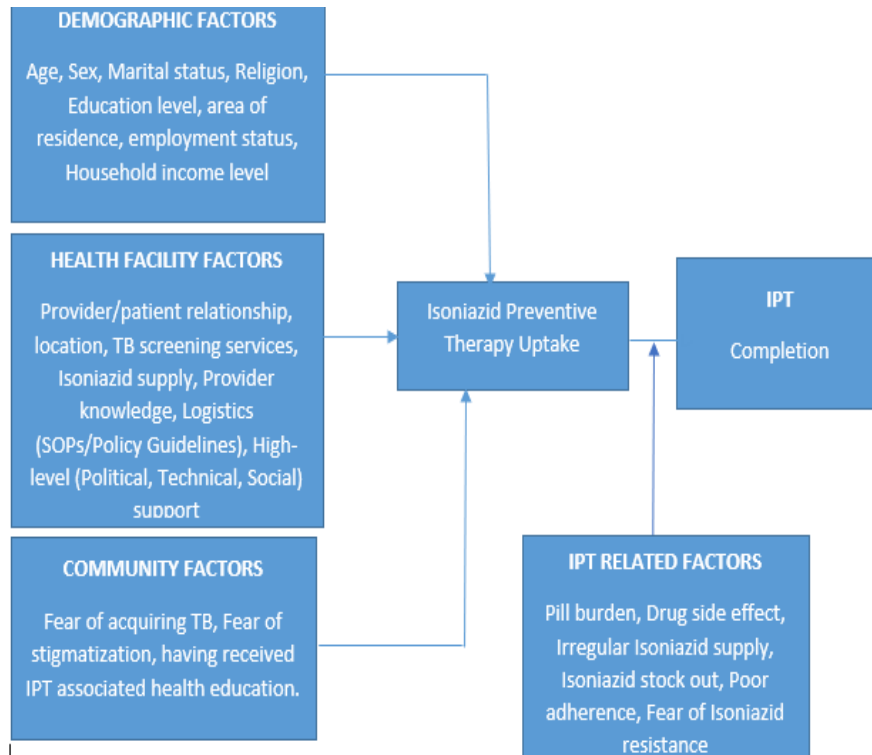 DEMOGRAPHIC FACTORS
Age, Sex, Marital status, Religion,
Education level, area of
residence, employment status,
Household income level
HEALTH FACILITY FACTORS
Provider/patient relationship,
location, TB screening services,
Isoniazid supply, Provider
knowledge, Logistics
(SOPs/Policy Guidelines), High-
level (Political, Technical, Social)
support
COMMUNITY FACTORS
Fear of acquiring TB, Fear of
stigmatization, having received
IPT associated health education.
Isoniazid Preventive
Therapy Uptake
IPT
Completion
IPT RELATED FACTORS
Pill burden, Drug side effect,
Irregular Isoniazid supply,
Isoniazid stock out, Poor
adherence, Fear of Isoniazid
resistance